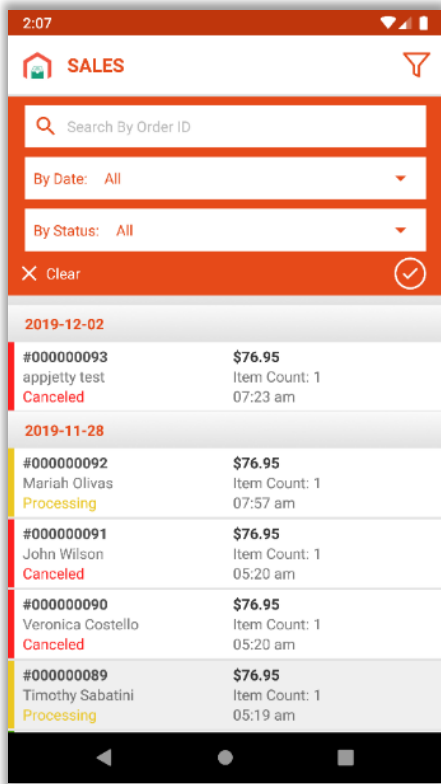 2:07
SALES
Search By Order ID
By Date: All
By Status: All
Clear
2019-12-02
#000000093 $76.95
appjetty test Item Count: 1
Canceled 07:23 am
2019-11-28
#000000092 $76.95
Mariah Olivas Item Count: 1
Processing 07:57 am
#000000091 $76.95
John Wilson Item Count: 1
Canceled 05:20 am
#000000090 $76.95
Veronica Costello Item Count: 1
Canceled 05:20 am
#000000089 $76.95
Timothy Sabatini Item Count: 1
Processing 05:19 am